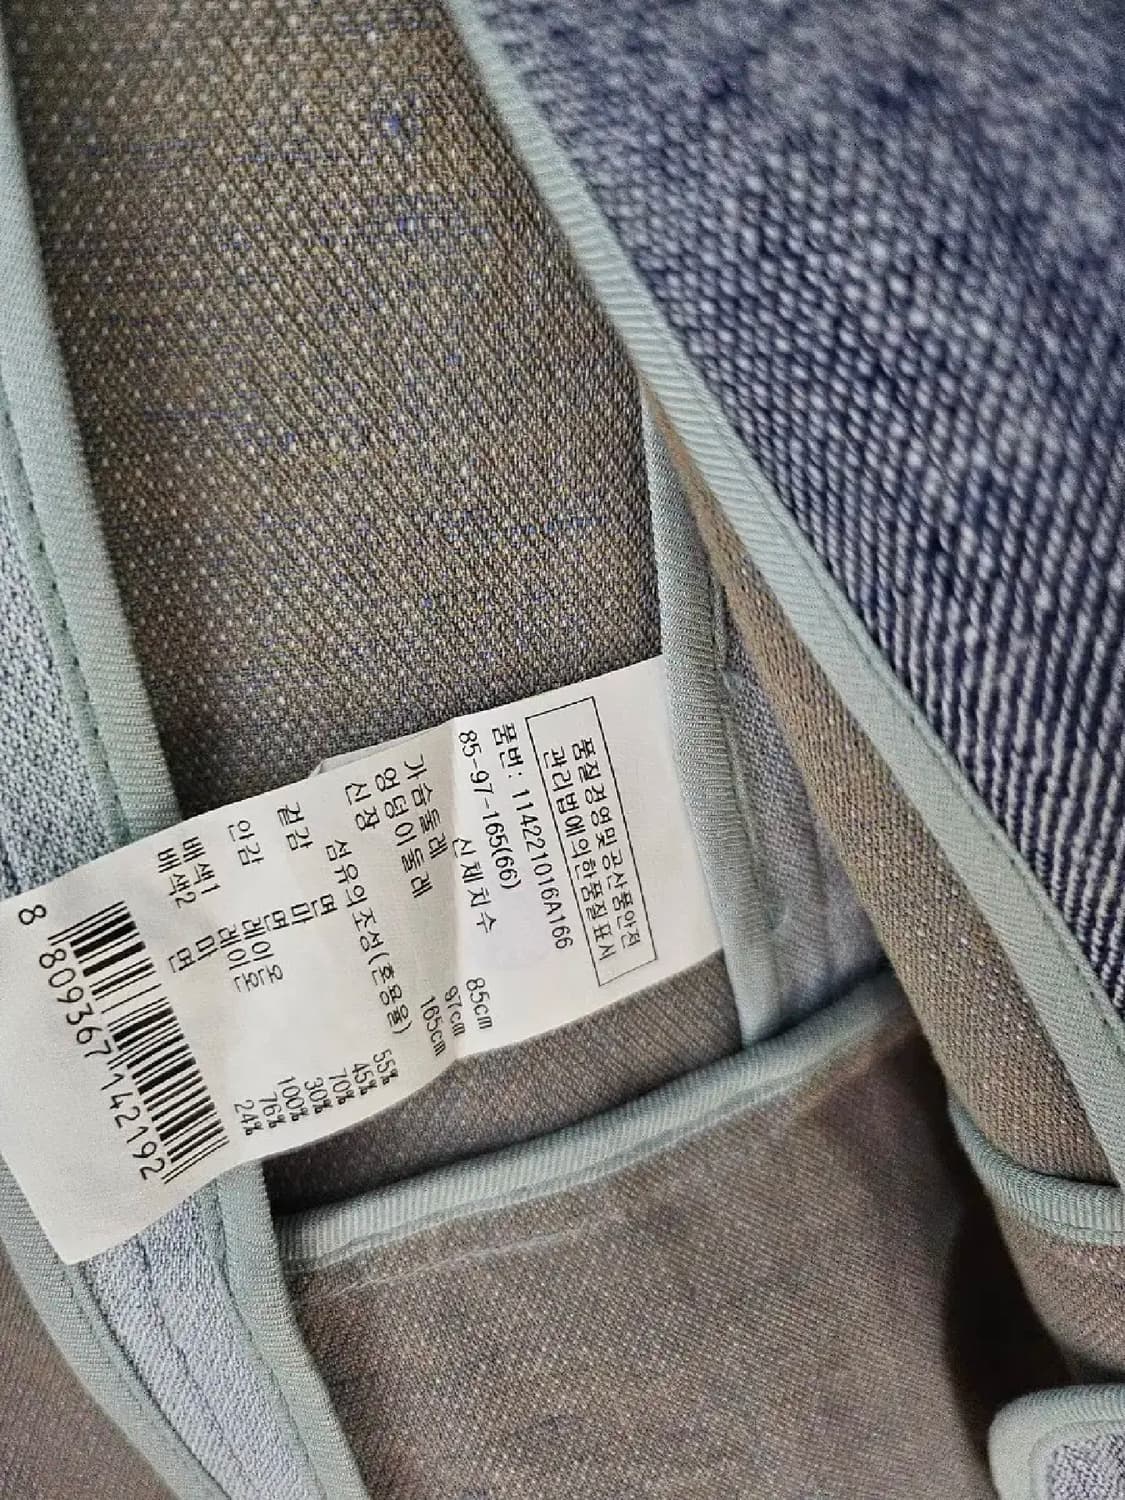 품질경영및공산품안전
관리법에의한품질표시
품번: 114221016A166
85-97-165(66)
신체치수
가슴둘레 85cm
엉덩이둘레 97cm
신장 165cm
섬유의조성(혼용율)
겉감 면 55%
마 45%
안감 면 70%
레이온 30%
배색1 마 100%
배색2 레이온 76%
면 24%
8 809367 142192